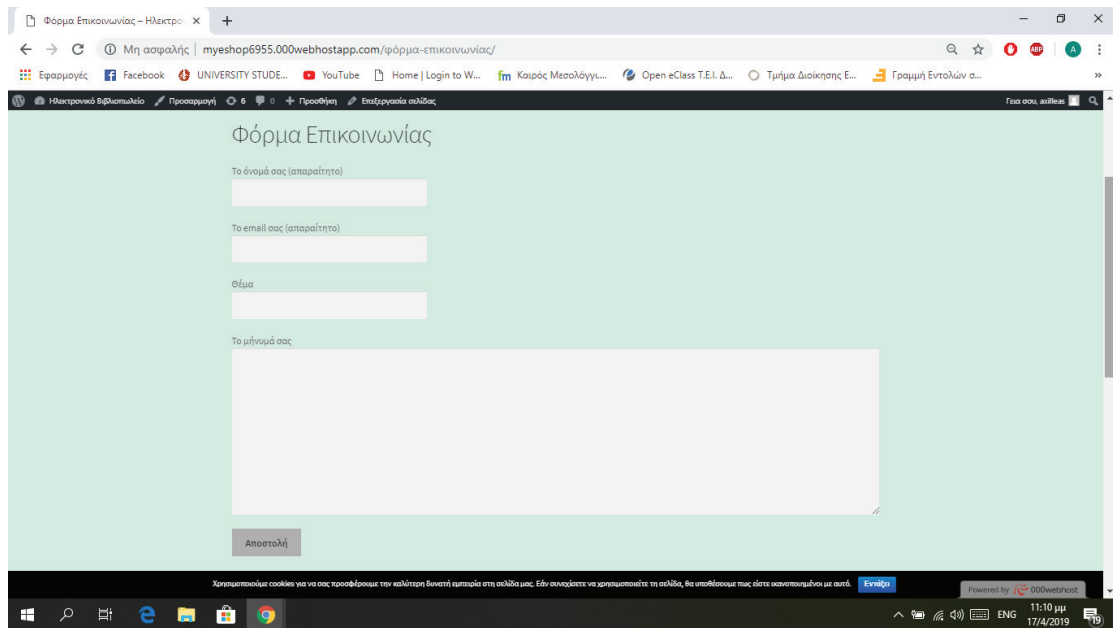 Φόρμα Επικοινωνίας – Ηλεκτρο
Μη ασφαλής | myeshop6955.000webhostapp.com/φόρμα-επικοινωνίας/
ABP
A
Εφαρμογές Facebook UNIVERSITY STUDE... YouTube Home | Login to W... fm Καιρός Μεσολόγγι,... Open eClass Τ.Ε.Ι. Δ... Τμήμα Διοίκησης Ε... Γραμμή Εντολών σ... »
Ηλεκτρονικό Βιβλιοπωλείο Προσαρμογή 6 0 Προσθήκη Επεξεργασία σελίδας Γεια σου, axilleas
Φόρμα Επικοινωνίας
Το όνομά σας (απαραίτητο)
Το email σας (απαραίτητο)
Θέμα
Το μήνυμά σας
Αποστολή
Χρησιμοποιούμε cookies για να σας προσφέρουμε την καλύτερη δυνατή εμπειρία στη σελίδα μας. Εάν συνεχίσετε να χρησιμοποιείτε τη σελίδα, θα υποθέσουμε πως είστε ικανοποιημένοι με αυτό. Εντάξει
Powered by 000webhost
ENG 11:10 μμ
17/4/2019
19